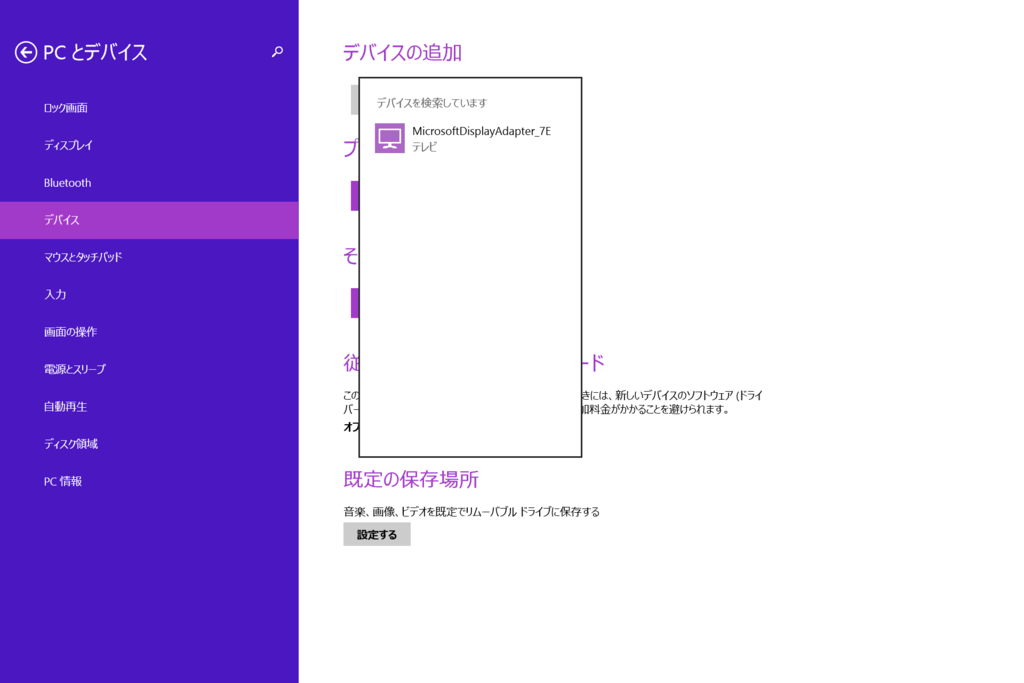 PC とデバイス
ロック画面
ディスプレイ
Bluetooth
デバイス
マウスとタッチパッド
入力
画面の操作
電源とスリープ
自動再生
ディスク領域
PC 情報
デバイスの追加
デバイスを検索しています
MicrosoftDisplayAdapter_7E
テレビ
プ
そ
従
ード
この
きには、新しいデバイスのソフトウェア (ドライ
バー
加料金がかかることを避けられます。
オフ
既定の保存場所
音楽、画像、ビデオを既定でリムーバブル ドライブに保存する
設定する